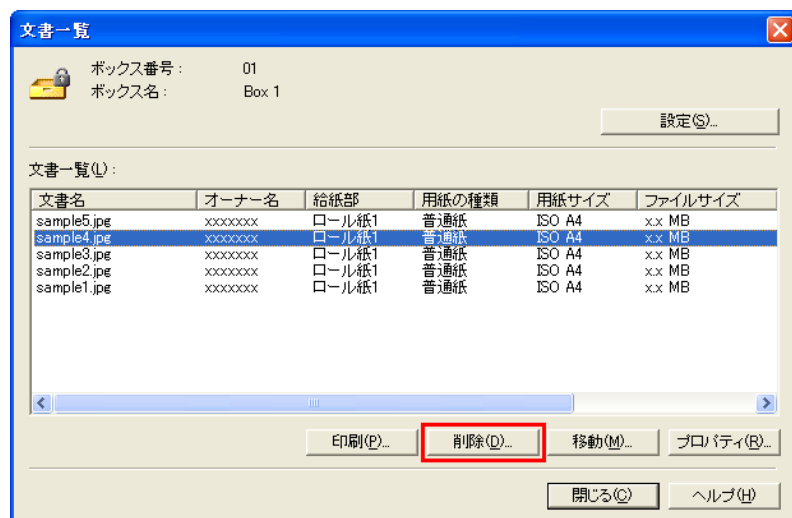 文書一覧
ボックス番号: 01
ボックス名: Box 1
設定(S)...
文書一覧(L):
文書名 オーナー名 給紙部 用紙の種類 用紙サイズ ファイルサイズ
sample5.jpg xxxxxxx ロール紙1 普通紙 ISO A4 x.x MB
sample4.jpg xxxxxxx ロール紙1 普通紙 ISO A4 x.x MB
sample3.jpg xxxxxxx ロール紙1 普通紙 ISO A4 x.x MB
sample2.jpg xxxxxxx ロール紙1 普通紙 ISO A4 x.x MB
sample1.jpg xxxxxxx ロール紙1 普通紙 ISO A4 x.x MB
印刷(P)... 削除(D)... 移動(M)... プロパティ(R)...
閉じる(C) ヘルプ(H)